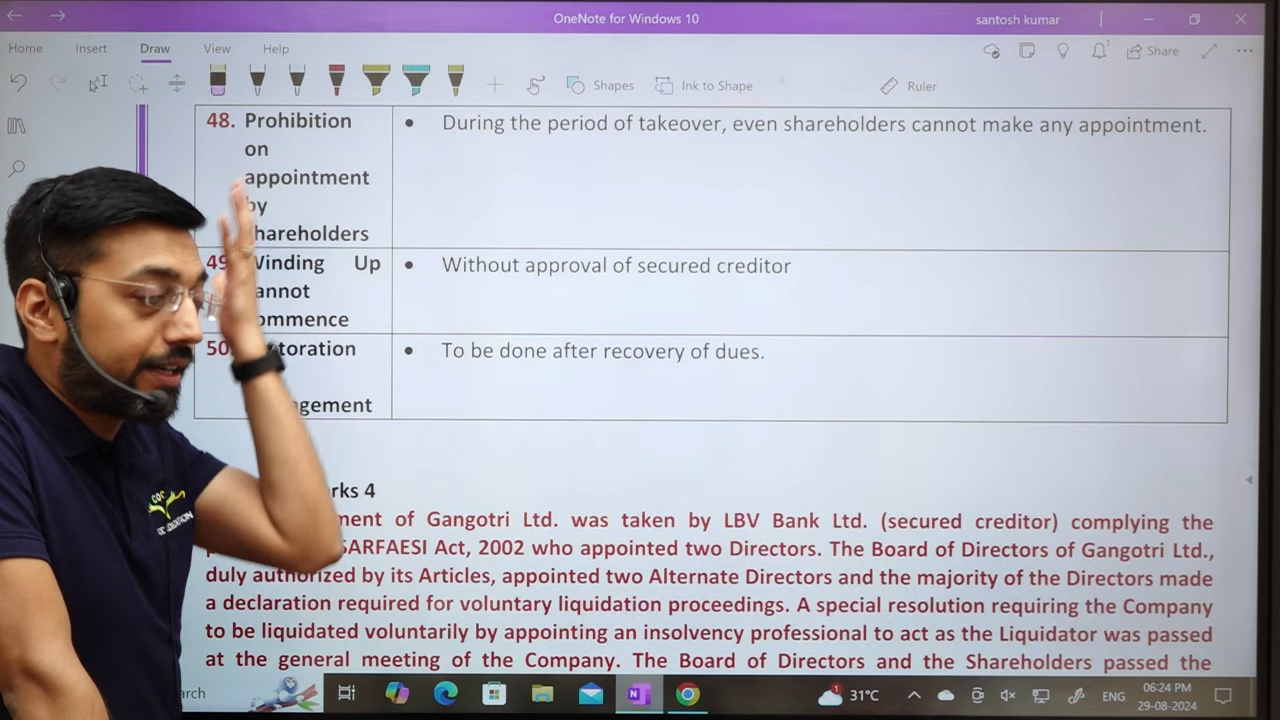 OneNote for Windows 10
santosh kumar
Home Insert Draw View Help
Share
Shapes
Ink to Shape
Ruler
48. Prohibition
on
appointment
by
hareholders
During the period of takeover, even shareholders cannot make any appointment.
49 Winding Up
annot
ommence
Without approval of secured creditor
50 toration
gement
To be done after recovery of dues.
rks 4
ment of Gangotri Ltd. was taken by LBV Bank Ltd. (secured creditor) complying the
SARFAESI Act, 2002 who appointed two Directors. The Board of Directors of Gangotri Ltd.,
duly authorized by its Articles, appointed two Alternate Directors and the majority of the Directors made
a declaration required for voluntary liquidation proceedings. A special resolution requiring the Company
to be liquidated voluntarily by appointing an insolvency professional to act as the Liquidator was passed
at the general meeting of the Company. The Board of Directors and the Shareholders passed the
arch
1
31°C
ENG
06:24 PM
29-08-2024